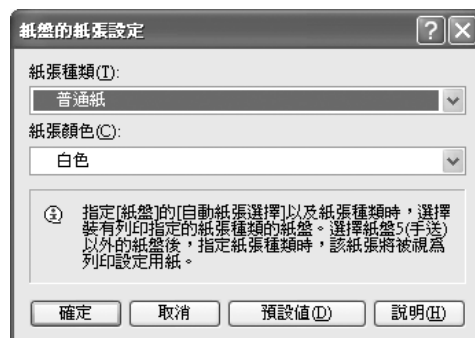 紙盤的紙張設定
紙張種類(T):
普通紙
紙張顏色(C):
白色
指定[紙盤]的[自動紙張選擇]以及紙張種類時，選擇
裝有列印指定的紙張種類的紙盤。選擇紙盤5(手送)
以外的紙盤後，指定紙張種類時，該紙張將被視為
列印設定用紙。
確定 取消 預設值(D) 說明(H)